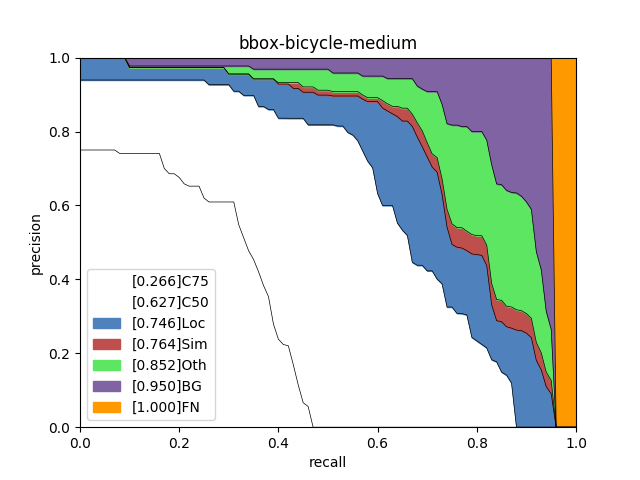 bbox-bicycle-medium
1.0
0.8
0.6
0.4
0.2
0.0
precision
[0.266]C75
[0.627]C50
[0.746]Loc
[0.764]Sim
[0.852]Oth
[0.950]BG
[1.000]FN
0.0 0.2 0.4 0.6 0.8 1.0
recall